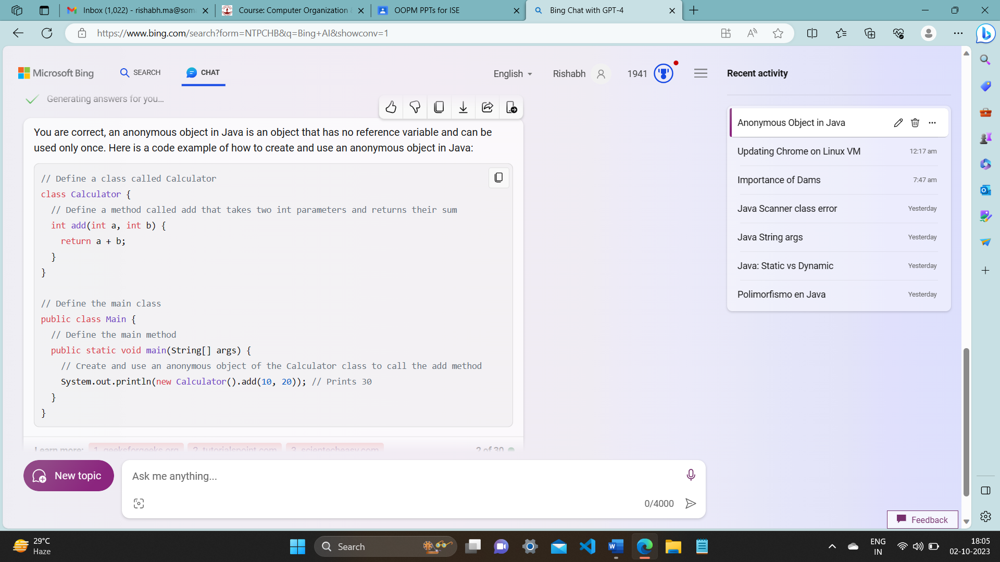 Inbox (1,022) - rishabh.ma@som
Course: Computer Organization
OOPM PPTs for ISE
Bing Chat with GPT-4
https://www.bing.com/search?form=NTPCHB&q=Bing+AI&showconv=1
Microsoft Bing
SEARCH
CHAT
English
Rishabh
1941
Recent activity
Generating answers for you...
You are correct, an anonymous object in Java is an object that has no reference variable and can be
used only once. Here is a code example of how to create and use an anonymous object in Java:
// Define a class called Calculator
class Calculator {
// Define a method called add that takes two int parameters and returns their sum
int add(int a, int b) {
return a + b;
}
}
// Define the main class
public class Main {
// Define the main method
public static void main(String[] args) {
// Create and use an anonymous object of the Calculator class to call the add method
System.out.println(new Calculator().add(10, 20)); // Prints 30
}
}
Learn more: 1. geeksforgeeks.org 2. tutorialspoint.com 3. scientecheasy.com 2 of 30
Anonymous Object in Java
Updating Chrome on Linux VM 12:17 am
Importance of Dams 7:47 am
Java Scanner class error Yesterday
Java String args Yesterday
Java: Static vs Dynamic Yesterday
Polimorfismo en Java Yesterday
New topic
Ask me anything...
0/4000
Feedback
29°C
Haze
Search
ENG
IN
18:05
02-10-2023